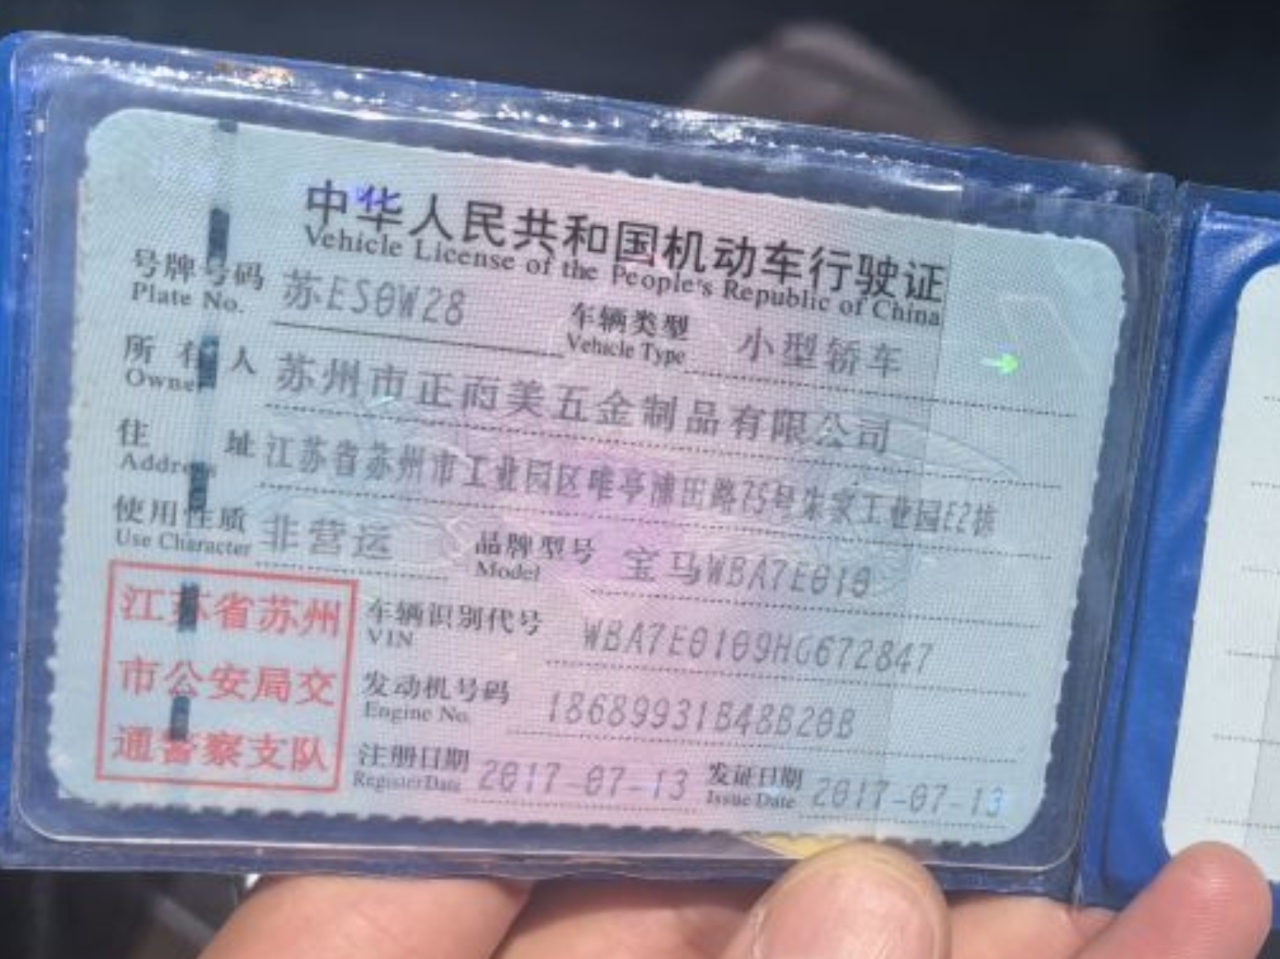 中华人民共和国机动车行驶证
Vehicle License of the People's Republic of China
号牌号码 苏ES0W28 车辆类型 小型轿车
Plate No. Vehicle Type
所有人 苏州市正而美五金制品有限公司
Owner
住址 江苏省苏州市工业园区唯亭浦田路75号朱家工业园E2栋
Address
使用性质 非营运 品牌型号 宝马WBA7E010
Use Character Model
江苏省苏州
市公安局交
通警察支队
车辆识别代号 WBA7E0109HG672847
VIN
发动机号码 18689931B48B20B
Engine No.
注册日期 2017-07-13 发证日期 2017-07-13
Register Date Issue Date